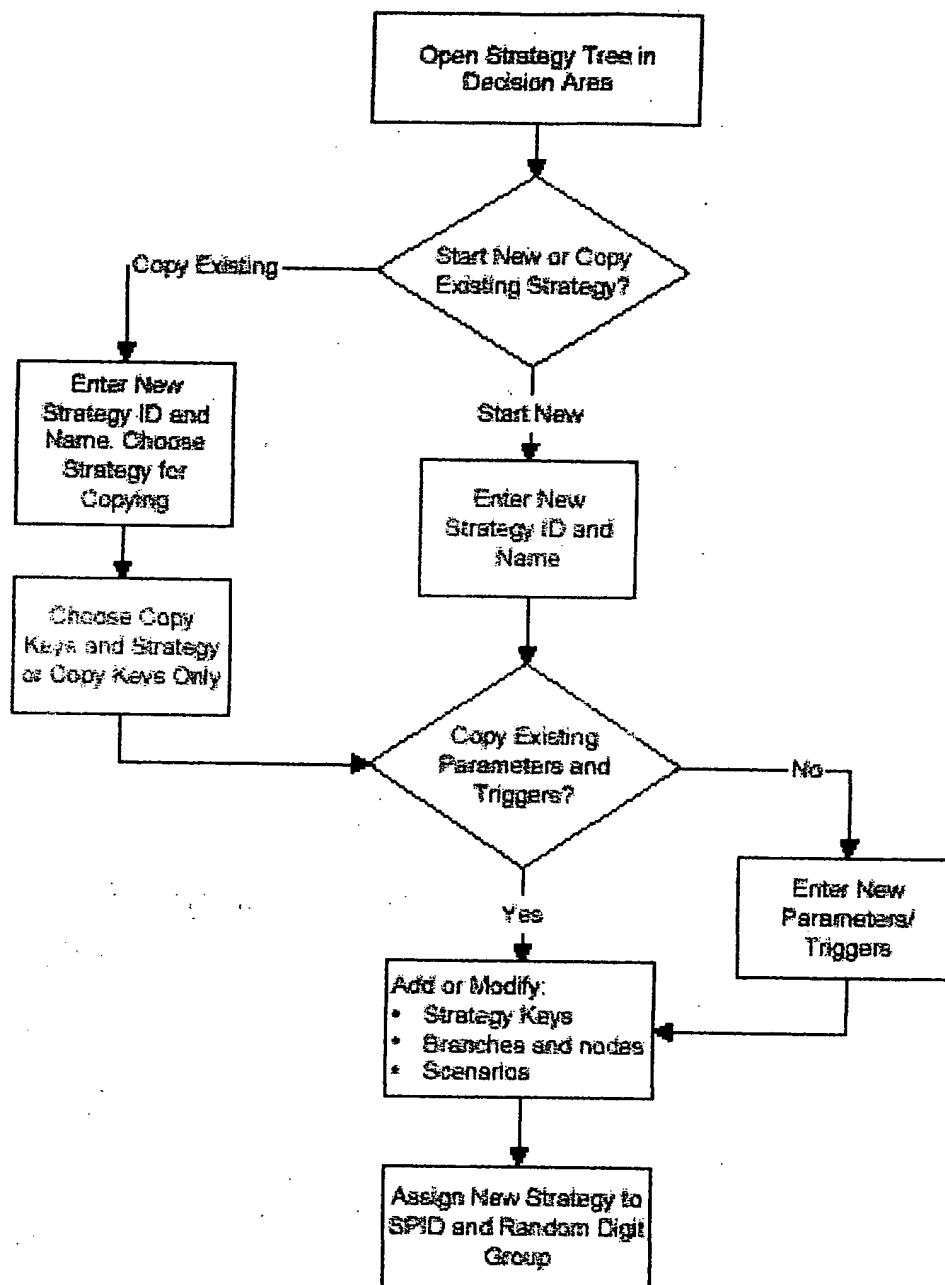 Open Strategy Tree in
Decision Area
Start New or Copy
Existing Strategy?
Copy Existing
Enter New
Strategy ID and
Name. Choose
Strategy for
Copying
Start New
Enter New
Strategy ID and
Name
Choose Copy
Keys and Strategy
or Copy Keys Only
Copy Existing
Parameters and
Triggers?
No
Enter New
Parameters/
Triggers
Yes
Add or Modify:
• Strategy Keys
• Branches and nodes
• Scenarios
Assign New Strategy to
SPID and Random Digit
Group